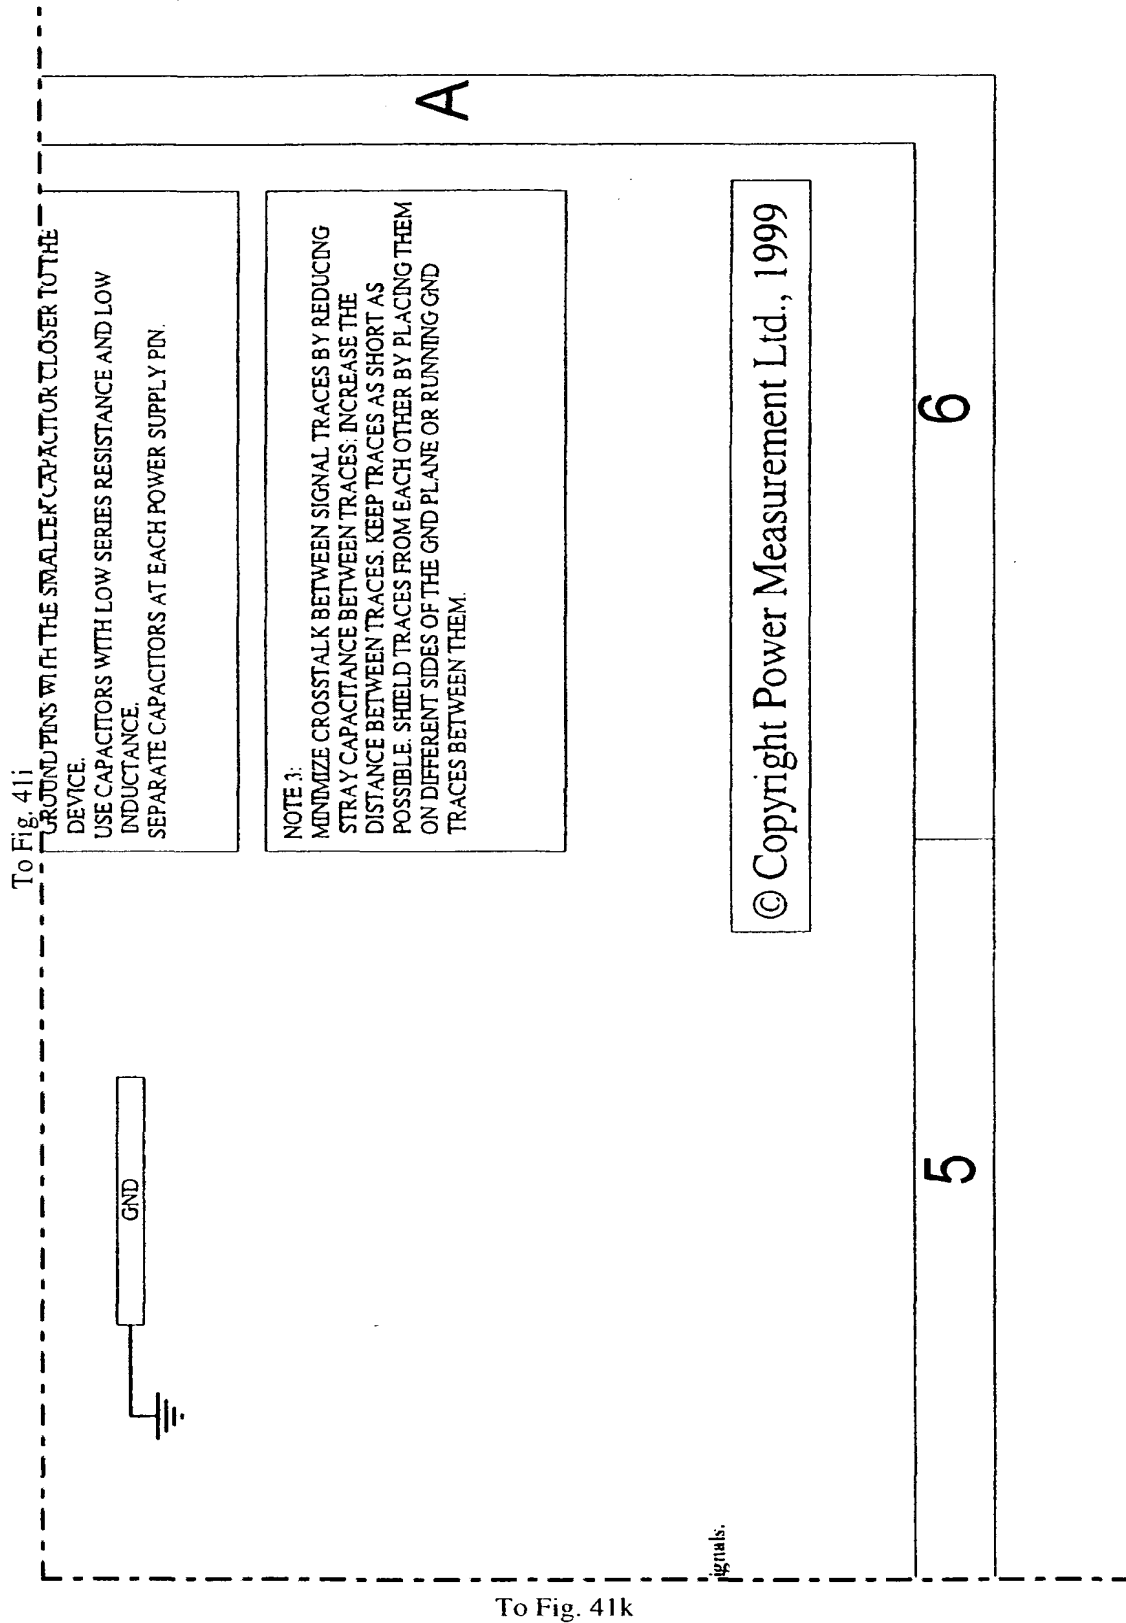 To Fig. 41i
GROUND PINS WITH THE SMALLER CAPACITOR CLOSER TO THE
DEVICE.
USE CAPACITORS WITH LOW SERIES RESISTANCE AND LOW
INDUCTANCE.
SEPARATE CAPACITORS AT EACH POWER SUPPLY PIN.
NOTE 3:
MINIMIZE CROSSTALK BETWEEN SIGNAL TRACES BY REDUCING
STRAY CAPACITANCE BETWEEN TRACES: INCREASE THE
DISTANCE BETWEEN TRACES. KEEP TRACES AS SHORT AS
POSSIBLE. SHIELD TRACES FROM EACH OTHER BY PLACING THEM
ON DIFFERENT SIDES OF THE GND PLANE OR RUNNING GND
TRACES BETWEEN THEM.
A
GND
© Copyright Power Measurement Ltd., 1999
ignals.
5
6
To Fig. 41k